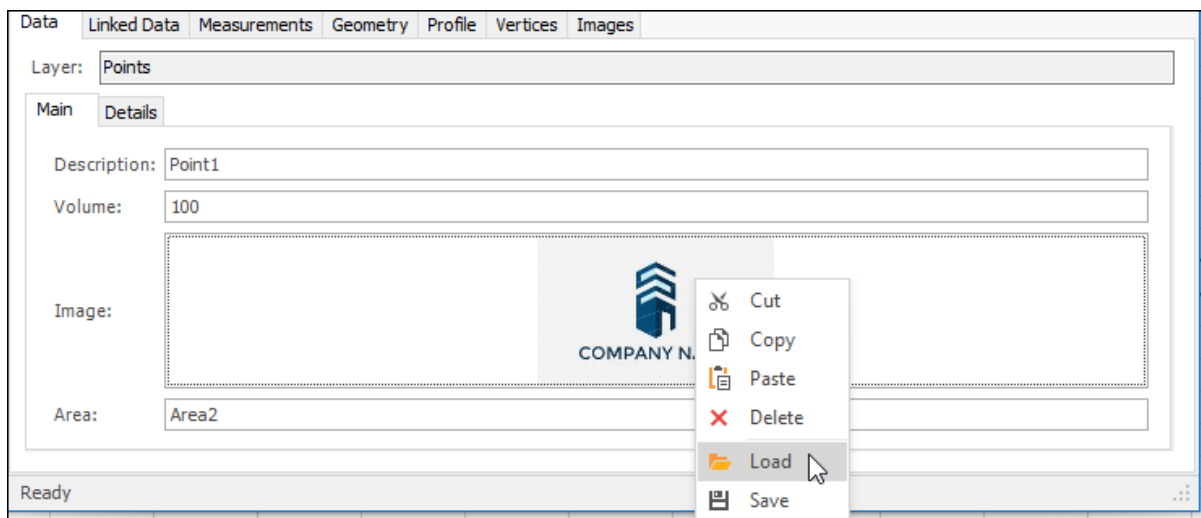 Data Linked Data Measurements Geometry Profile Vertices Images
Layer: Points
Main Details
Description: Point1
Volume: 100
Image:
COMPANY
Area: Area2
Cut
Copy
Paste
Delete
Load
Save
Ready